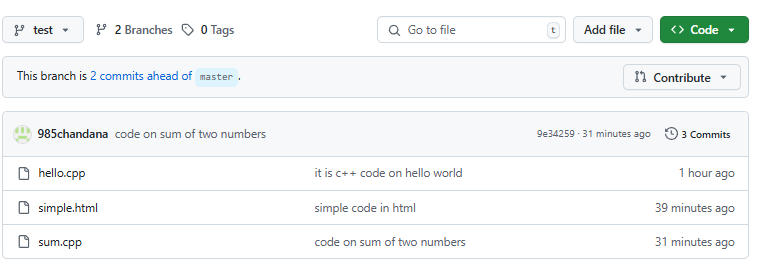 test 2 Branches 0 Tags Go to file t Add file <> Code
This branch is 2 commits ahead of master . Contribute
985chandana code on sum of two numbers 9e34259 · 31 minutes ago 3 Commits
hello.cpp it is c++ code on hello world 1 hour ago
simple.html simple code in html 39 minutes ago
sum.cpp code on sum of two numbers 31 minutes ago